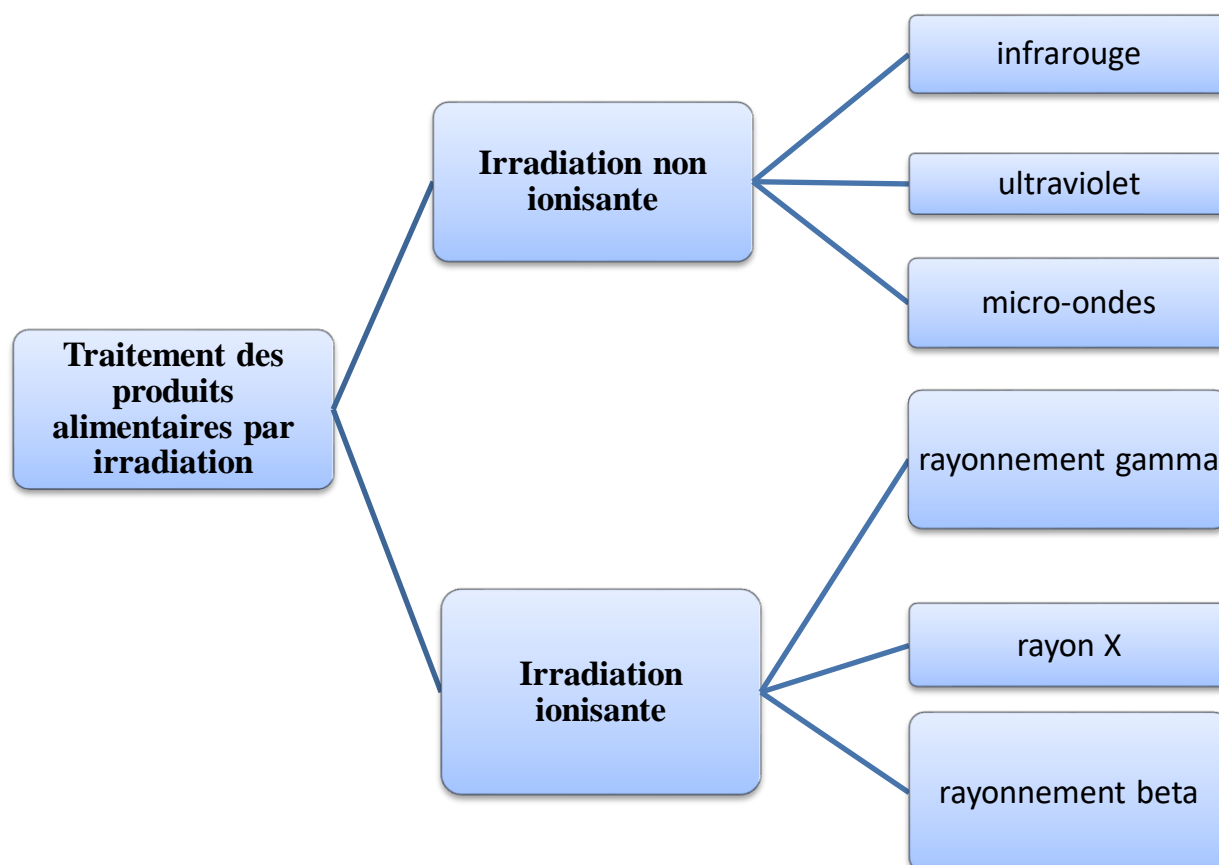 Traitement des
produits
alimentaires par
irradiation
Irradiation non
ionisante
infrarouge
ultraviolet
micro-ondes
Irradiation
ionisante
rayonnement gamma
rayon X
rayonnement beta